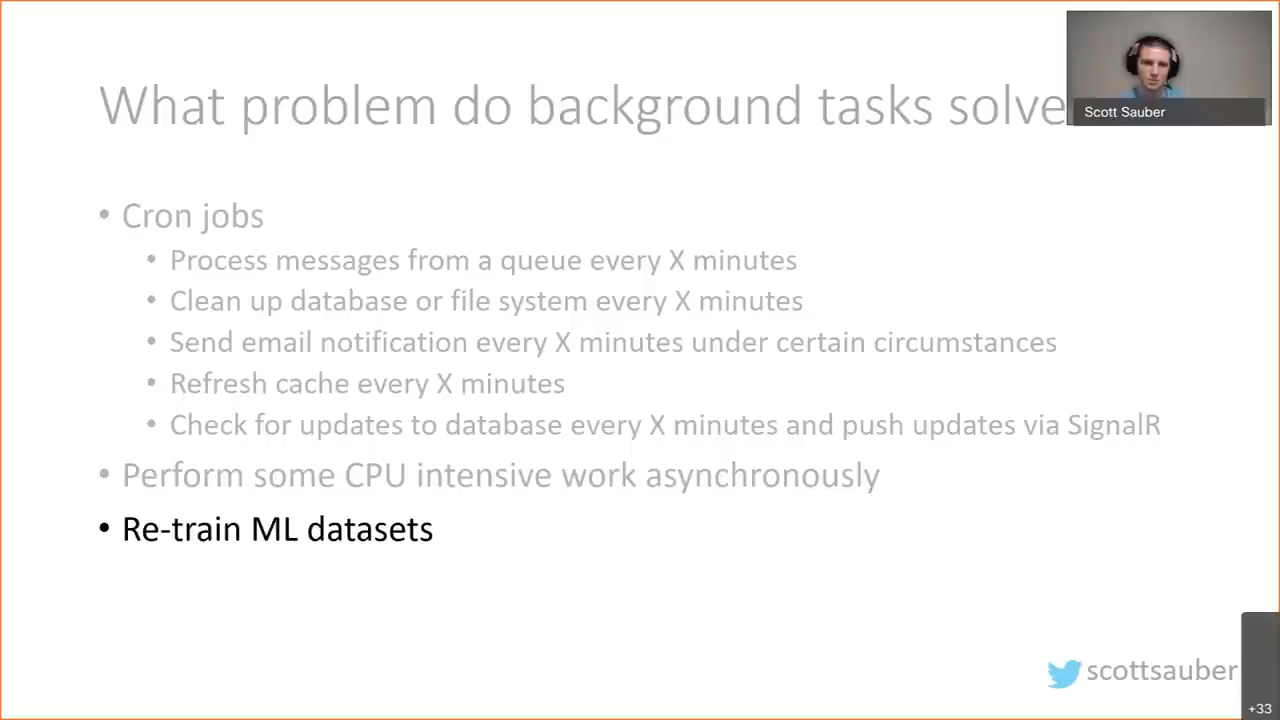 What problem do background tasks solve
Scott Sauber
• Cron jobs
• Process messages from a queue every X minutes
• Clean up database or file system every X minutes
• Send email notification every X minutes under certain circumstances
• Refresh cache every X minutes
• Check for updates to database every X minutes and push updates via SignalR
• Perform some CPU intensive work asynchronously
• Re-train ML datasets
scottsauber
+33